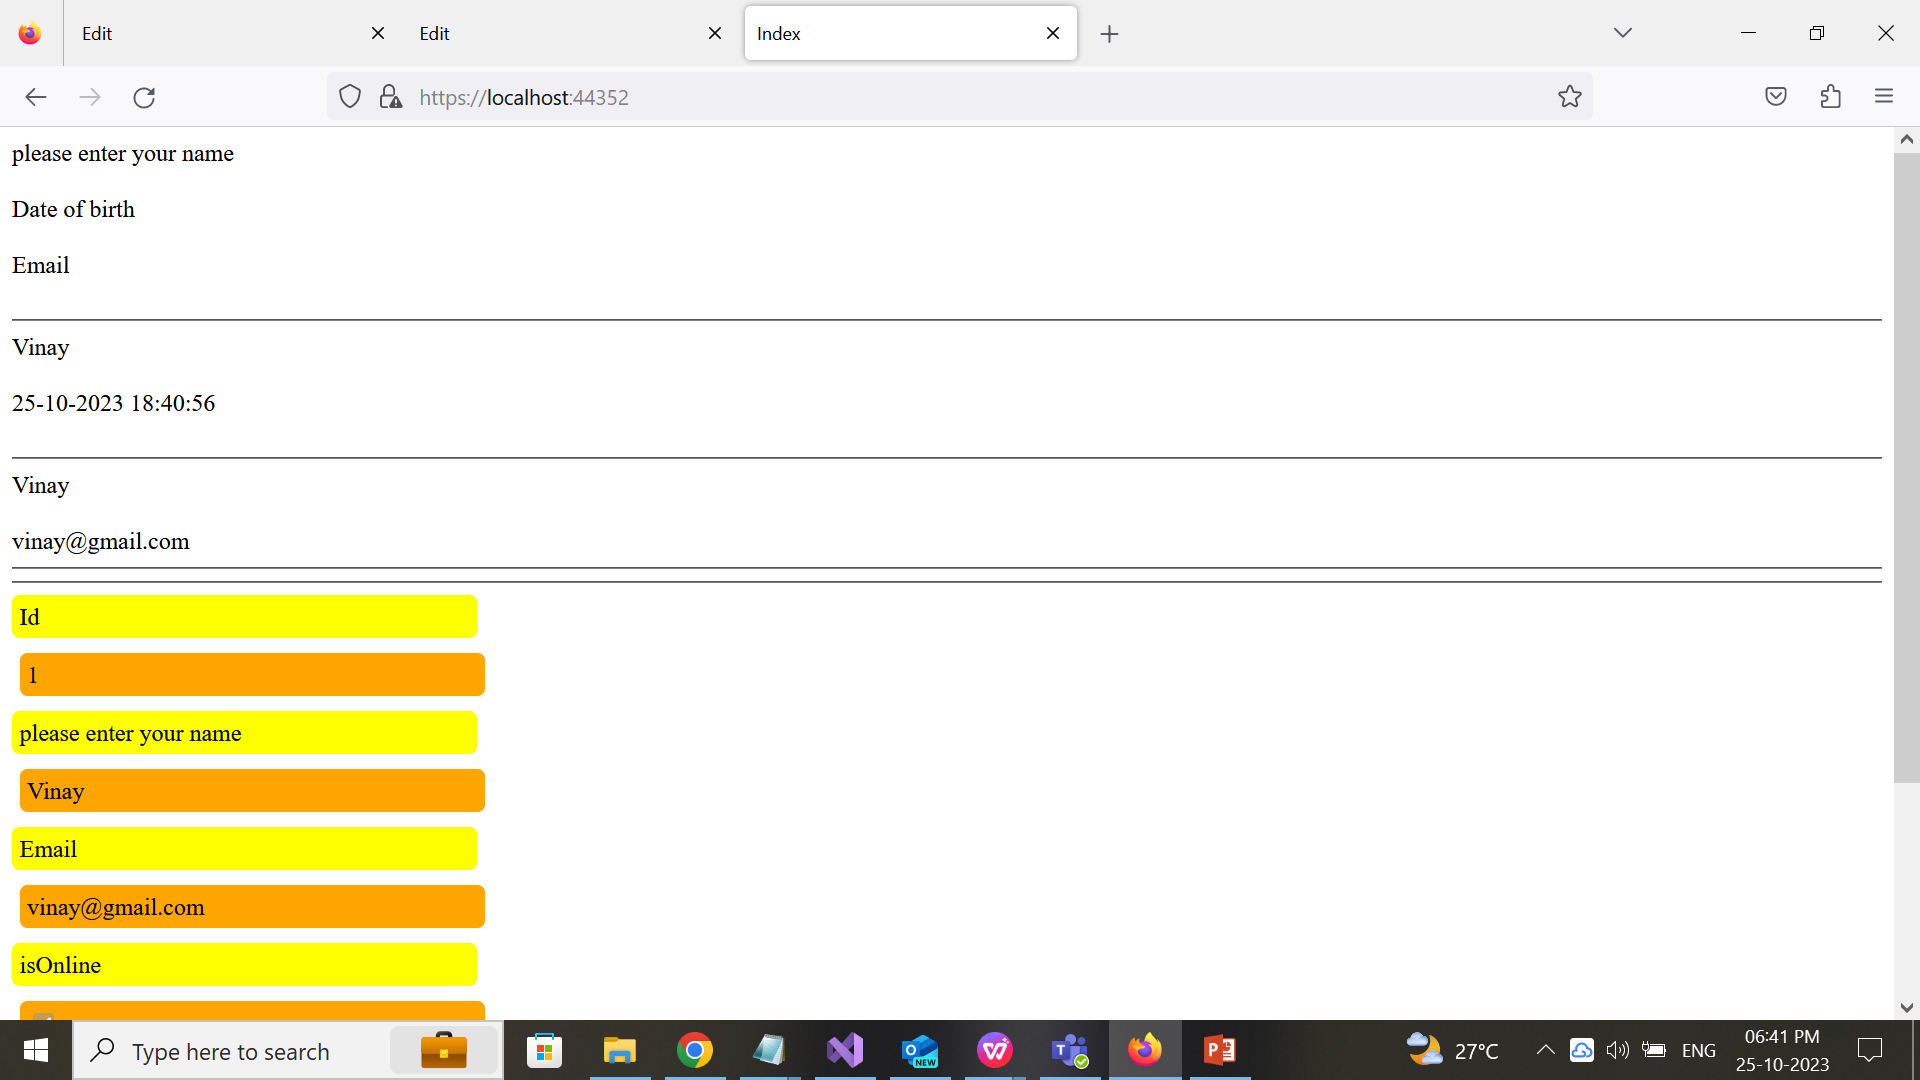 Edit
Edit
Index
https://localhost:44352
please enter your name
Date of birth
Email
Vinay
25-10-2023 18:40:56
Vinay
vinay@gmail.com
Id
1
please enter your name
Vinay
Email
vinay@gmail.com
isOnline
Type here to search
NEW
27°C
ENG
06:41 PM
25-10-2023